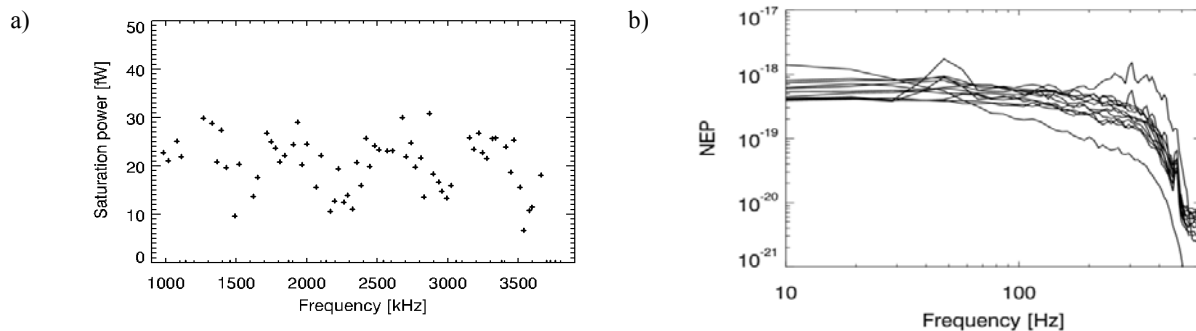 a)
Saturation power [fW]
50
40
30
20
10
0
1000 1500 2000 2500 3000 3500
Frequency [kHz]
b)
NEP
10-17
10-18
10-19
10-20
10-21
10 100
Frequency [Hz]